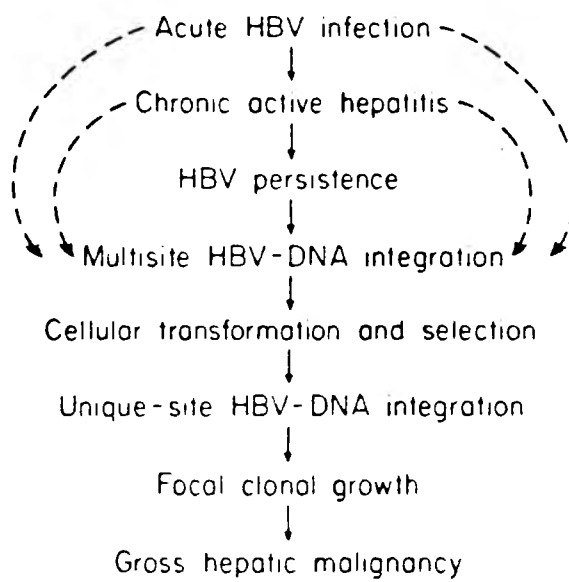 Acute HBV infection
Chronic active hepatitis
HBV persistence
Multisite HBV-DNA integration
Cellular transformation and selection
Unique-site HBV-DNA integration
Focal clonal growth
Gross hepatic malignancy